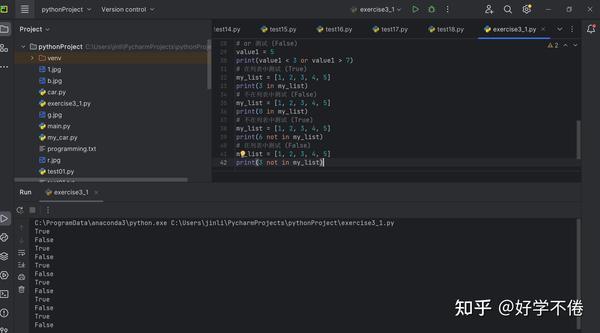 pythonProject Version control exercise3_1
Project
test14.py test15.py test16.py test17.py test18.py exercise3_1.py
pythonProject C:\Users\jinli\PycharmProjects\pythonProject
venv
1.jpg
b.jpg
car.py
exercise3_1.py
g.jpg
main.py
my_car.py
programming.txt
r.jpg
test01.py
2
28 # or 测试 (False)
29 value1 = 5
30 print(value1 < 3 or value1 > 7)
31 # 在列表中测试 (True)
32 my_list = [1, 2, 3, 4, 5]
33 print(3 in my_list)
34 # 不在列表中测试 (False)
35 my_list = [1, 2, 3, 4, 5]
36 print(0 in my_list)
37 # 不在列表中测试 (True)
38 my_list = [1, 2, 3, 4, 5]
39 print(6 not in my_list)
40 # 在列表中测试 (False)
41 my_list = [1, 2, 3, 4, 5]
42 print(3 not in my_list)
Run exercise3_1
C:\ProgramData\anaconda3\python.exe C:\Users\jinli\PycharmProjects\pythonProject\exercise3_1.py
True
False
True
False
True
False
True
False
True
False
True
False
知乎 @好学不倦